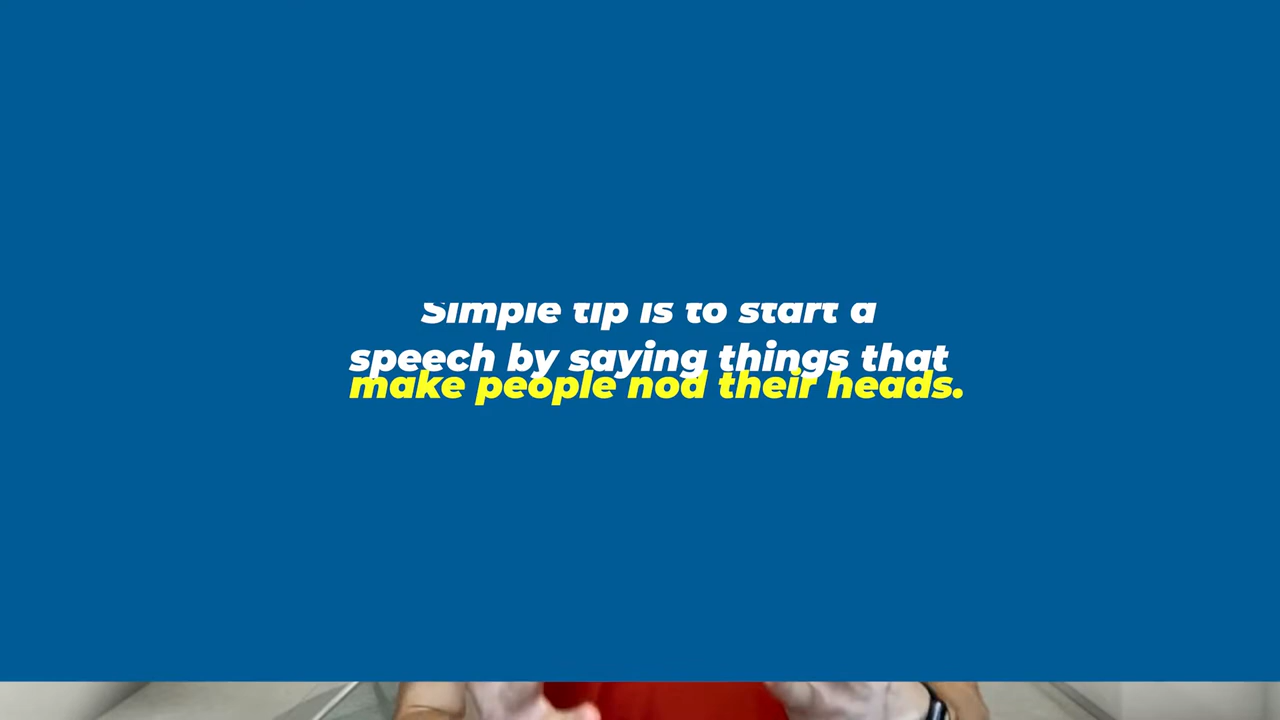 Simple tip is to start a
speech by saying things that
make people nod their heads.